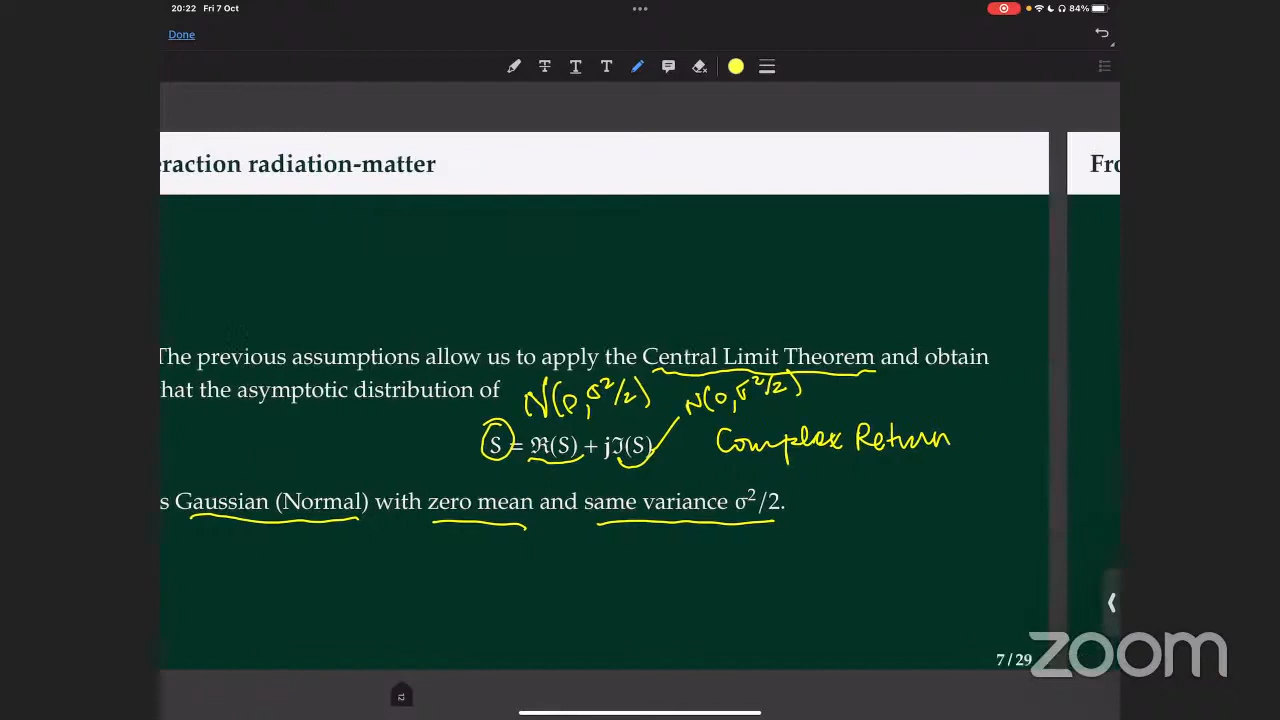 20:22 Fri 7 Oct
84%
Done
eraction radiation-matter
Fro
The previous assumptions allow us to apply the Central Limit Theorem and obtain
hat the asymptotic distribution of
N(0, σ²/2) N(0, σ²/2)
S = ℜ(S) + jℑ(S)
Complex Return
s Gaussian (Normal) with zero mean and same variance σ²/2.
7 / 29
zoom
12